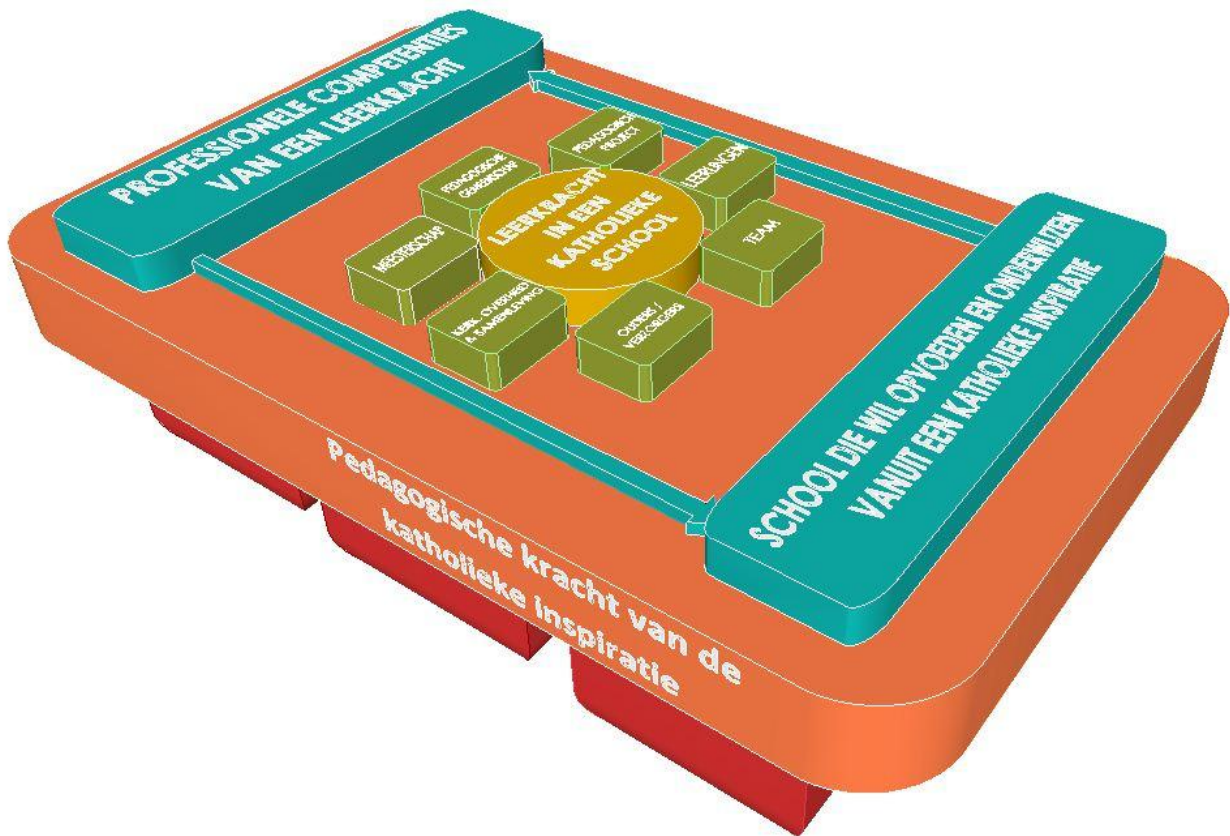 PROFESSIONELE COMPETENTIES
VAN EEN LEERKRACHT
PEDAGOGISCH
PROJECT
LEERLINGEN
PEDAGOGISCHE
GEMEENSCHAP
LEERKRACHT
IN EEN
KATHOLIEKE
SCHOOL
TEAM
MEESTERSCHAP
KERK, OVERHEID
& SAMENLEVING
OUDERS /
VERZORGERS
SCHOOL DIE WIL OPVOEDEN EN ONDERWIJZEN
VANUIT EEN KATHOLIEKE INSPIRATIE
Pedagogische kracht van de
katholieke inspiratie